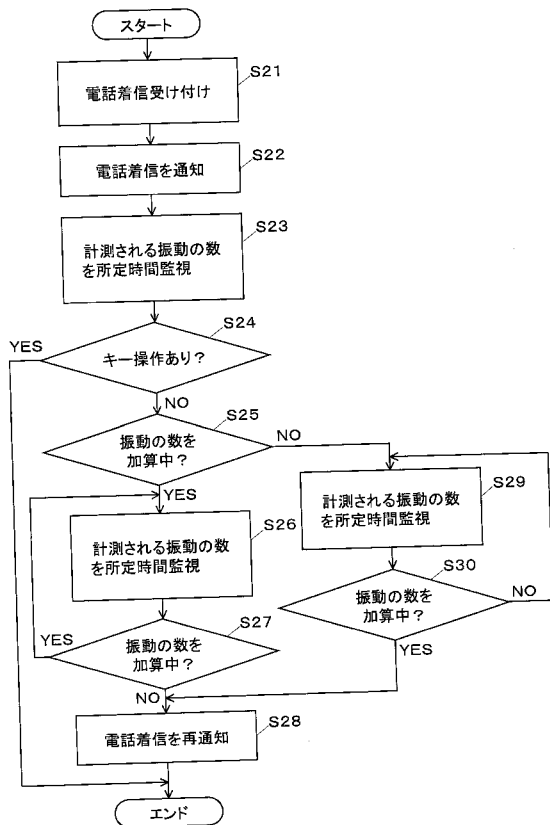 スタート
S21
電話着信受け付け
S22
電話着信を通知
S23
計測される振動の数
を所定時間監視
S24
YES
キー操作あり?
NO
S25
振動の数を
加算中?
NO
YES
S26
計測される振動の数
を所定時間監視
S29
計測される振動の数
を所定時間監視
S27
YES
振動の数を
加算中?
NO
S30
振動の数を
加算中?
NO
YES
S28
電話着信を再通知
エンド